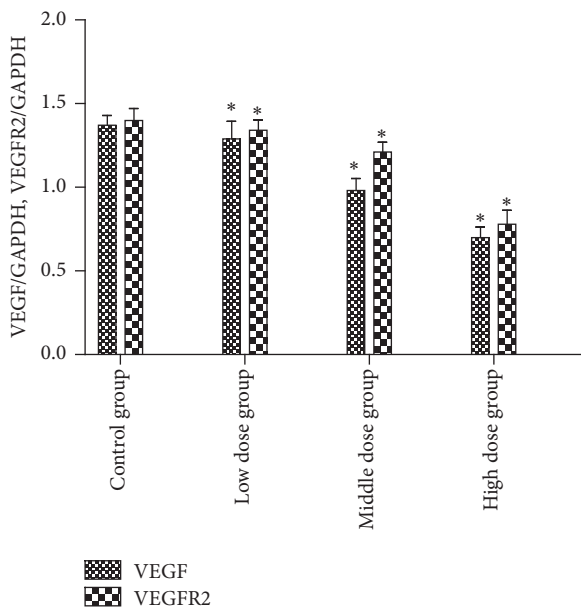 VEGF/GAPDH, VEGFR2/GAPDH
2.0
1.5
1.0
0.5
0.0
* *
* *
* *
Control group
Low dose group
Middle dose group
High dose group
VEGF
VEGFR2